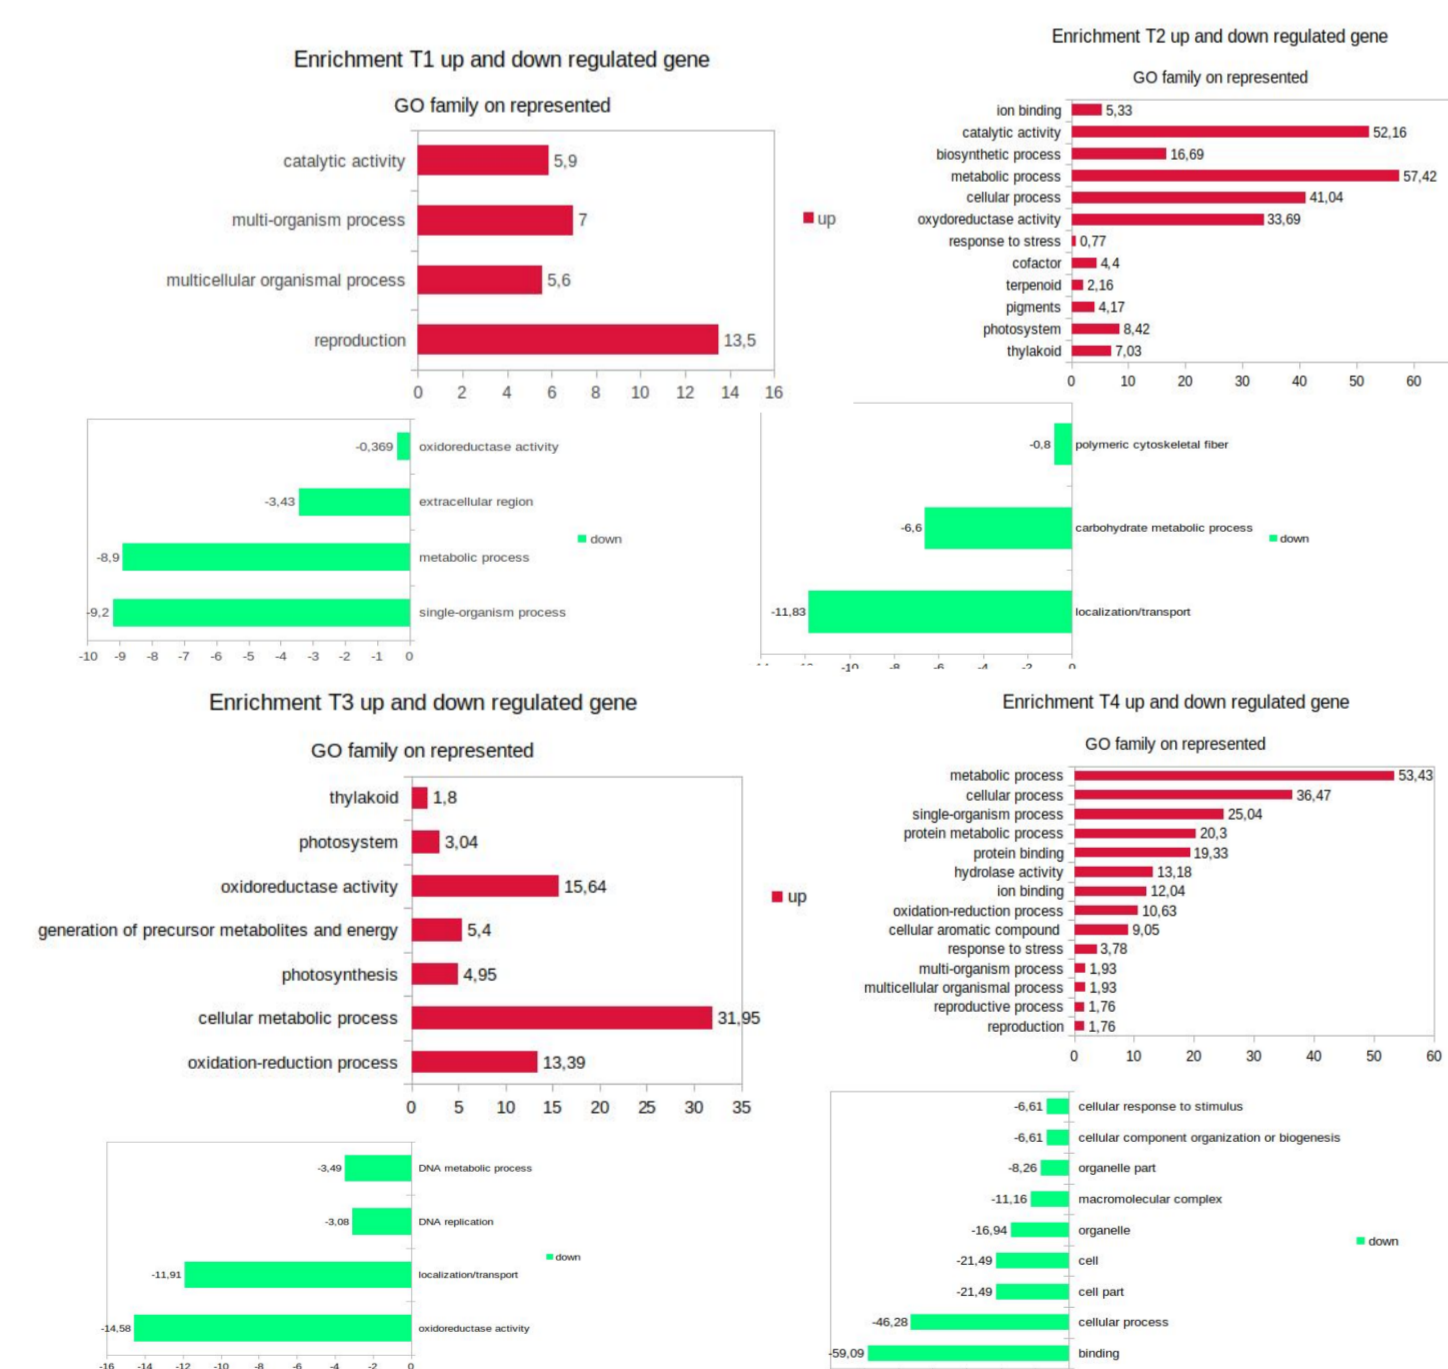 Enrichment T1 up and down regulated gene
GO family on represented
catalytic activity 5,9
multi-organism process 7
multicellular organismal process 5,6
reproduction 13,5
0 2 4 6 8 10 12 14 16
up
-0,369 oxidoreductase activity
-3,43 extracellular region
-8,9 metabolic process
-9,2 single-organism process
-10 -9 -8 -7 -6 -5 -4 -3 -2 -1 0
down
Enrichment T2 up and down regulated gene
GO family on represented
ion binding 5,33
catalytic activity 52,16
biosynthetic process 16,69
metabolic process 57,42
cellular process 41,04
oxydoreductase activity 33,69
response to stress 0,77
cofactor 4,4
terpenoid 2,16
pigments 4,17
photosystem 8,42
thylakoid 7,03
0 10 20 30 40 50 60
-0,8 polymeric cytoskeletal fiber
-6,6 carbohydrate metabolic process
-11,83 localization/transport
-10 -8 -6 -4 -2 0
down
Enrichment T3 up and down regulated gene
GO family on represented
thylakoid 1,8
photosystem 3,04
oxidoreductase activity 15,64
generation of precursor metabolites and energy 5,4
photosynthesis 4,95
cellular metabolic process 31,95
oxidation-reduction process 13,39
0 5 10 15 20 25 30 35
up
-3,49 DNA metabolic process
-3,08 DNA replication
-11,91 localization/transport
-14,58 oxidoreductase activity
-16 -14 -12 -10 -8 -6 -4 -2 0
down
Enrichment T4 up and down regulated gene
GO family on represented
metabolic process 53,43
cellular process 36,47
single-organism process 25,04
protein metabolic process 20,3
protein binding 19,33
hydrolase activity 13,18
ion binding 12,04
oxidation-reduction process 10,63
cellular aromatic compound 9,05
response to stress 3,78
multi-organism process 1,93
multicellular organismal process 1,93
reproductive process 1,76
reproduction 1,76
0 10 20 30 40 50 60
-6,61 cellular response to stimulus
-6,61 cellular component organization or biogenesis
-8,26 organelle part
-11,16 macromolecular complex
-16,94 organelle
-21,49 cell
-21,49 cell part
-46,28 cellular process
-59,09 binding
down